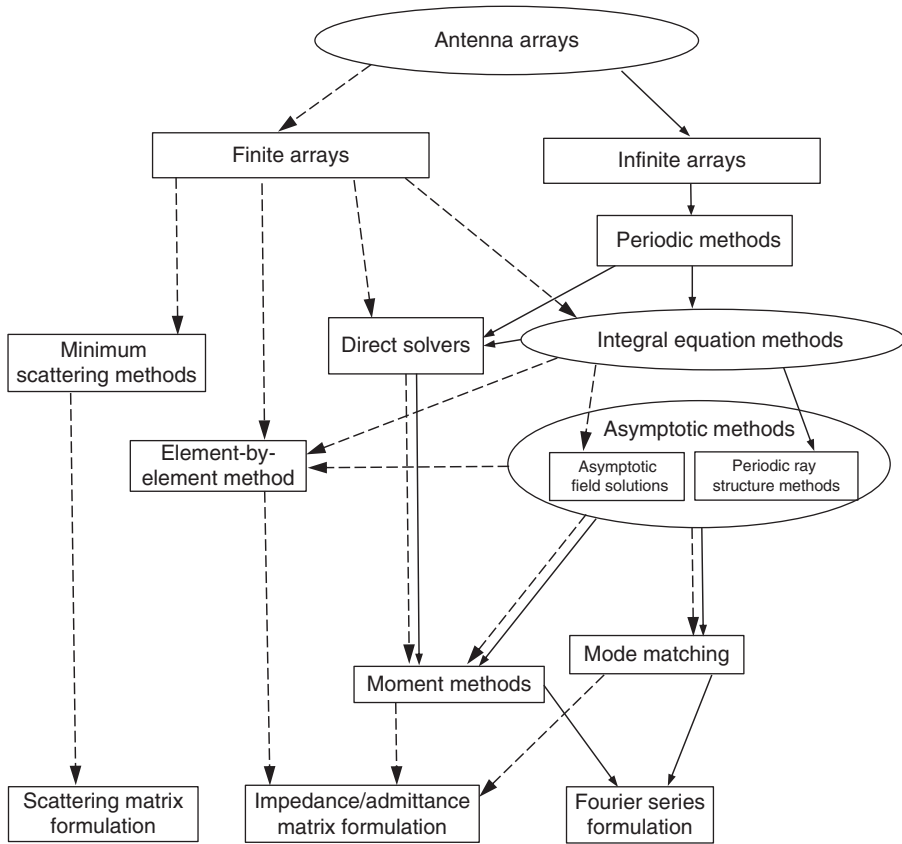 Antenna arrays
Finite arrays
Infinite arrays
Periodic methods
Direct solvers
Integral equation methods
Minimum
scattering methods
Asymptotic methods
Element-by-
element method
Asymptotic
field solutions
Periodic ray
structure methods
Mode matching
Moment methods
Scattering matrix
formulation
Impedance/admittance
matrix formulation
Fourier series
formulation